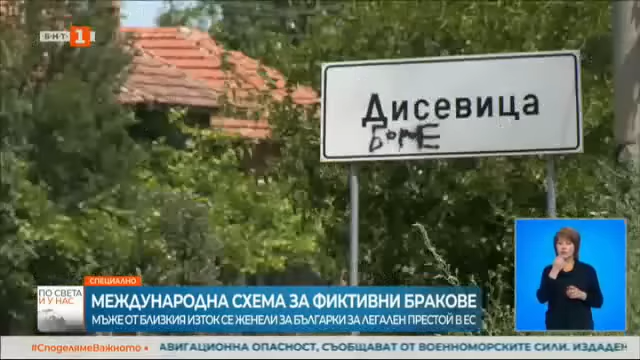 БНТ 1
Дисевица
БОМЕ
СПЕЦИАЛНО
ПО СВЕТА
И У НАС
МЕЖДУНАРОДНА СХЕМА ЗА ФИКТИВНИ БРАКОВЕ
МЪЖЕ ОТ БЛИЗКИЯ ИЗТОК СЕ ЖЕНЕЛИ ЗА БЪЛГАРКИ ЗА ЛЕГАЛЕН ПРЕСТОЙ В ЕС
#СподелямеВажното • АВИГАЦИОННА ОПАСНОСТ, СЪОБЩАВАТ ОТ ВОЕННОМОРСКИТЕ СИЛИ. ИЗДАДЕН